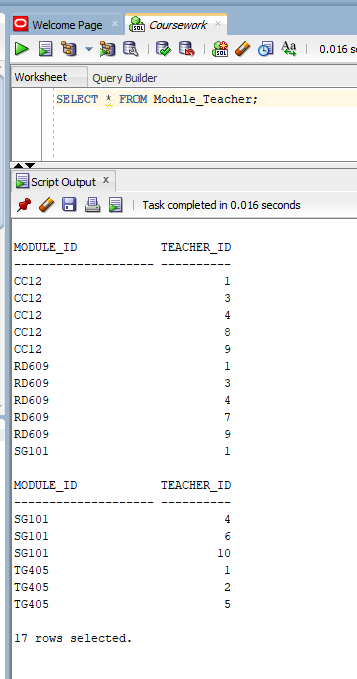 Welcome Page × Coursework ×
SQL 0.016 se
Worksheet Query Builder
SELECT * FROM Module_Teacher;
Script Output x
Task completed in 0.016 seconds
MODULE_ID TEACHER_ID
-------------------- ----------
CC12 1
CC12 3
CC12 4
CC12 8
CC12 9
RD609 1
RD609 3
RD609 4
RD609 7
RD609 9
SG101 1
MODULE_ID TEACHER_ID
-------------------- ----------
SG101 4
SG101 6
SG101 10
TG405 1
TG405 2
TG405 5
17 rows selected.